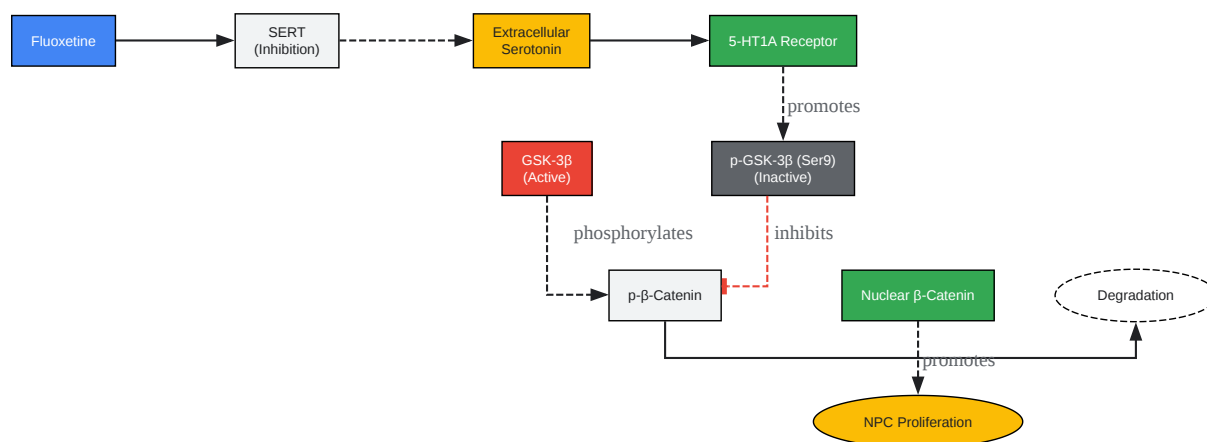 Fluoxetine
SERT
(Inhibition)
Extracellular
Serotonin
5-HT1A Receptor
promotes
GSK-3β
(Active)
p-GSK-3β (Ser9)
(Inactive)
phosphorylates
inhibits
p-β-Catenin
Nuclear β-Catenin
Degradation
promotes
NPC Proliferation